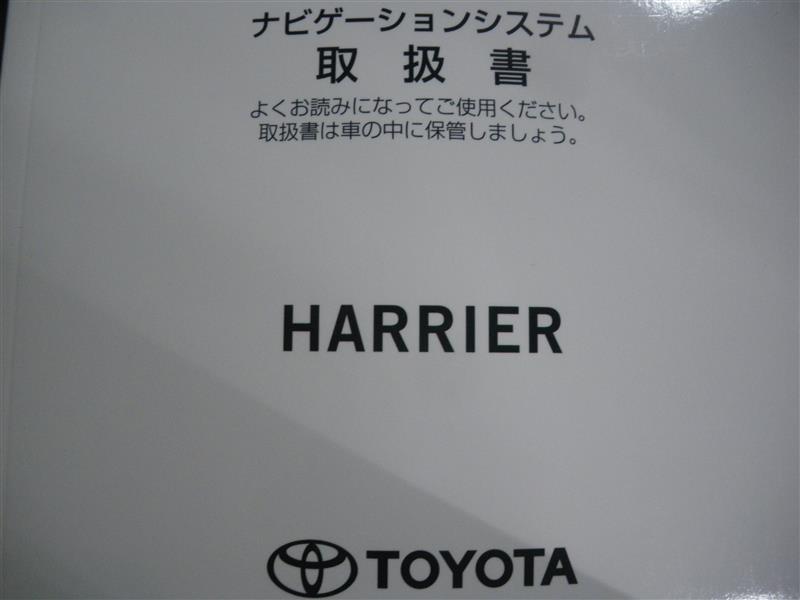 ナビゲーションシステム
取扱書
よくお読みになってご使用ください。
取扱書は車の中に保管しましょう。
HARRIER
TOYOTA